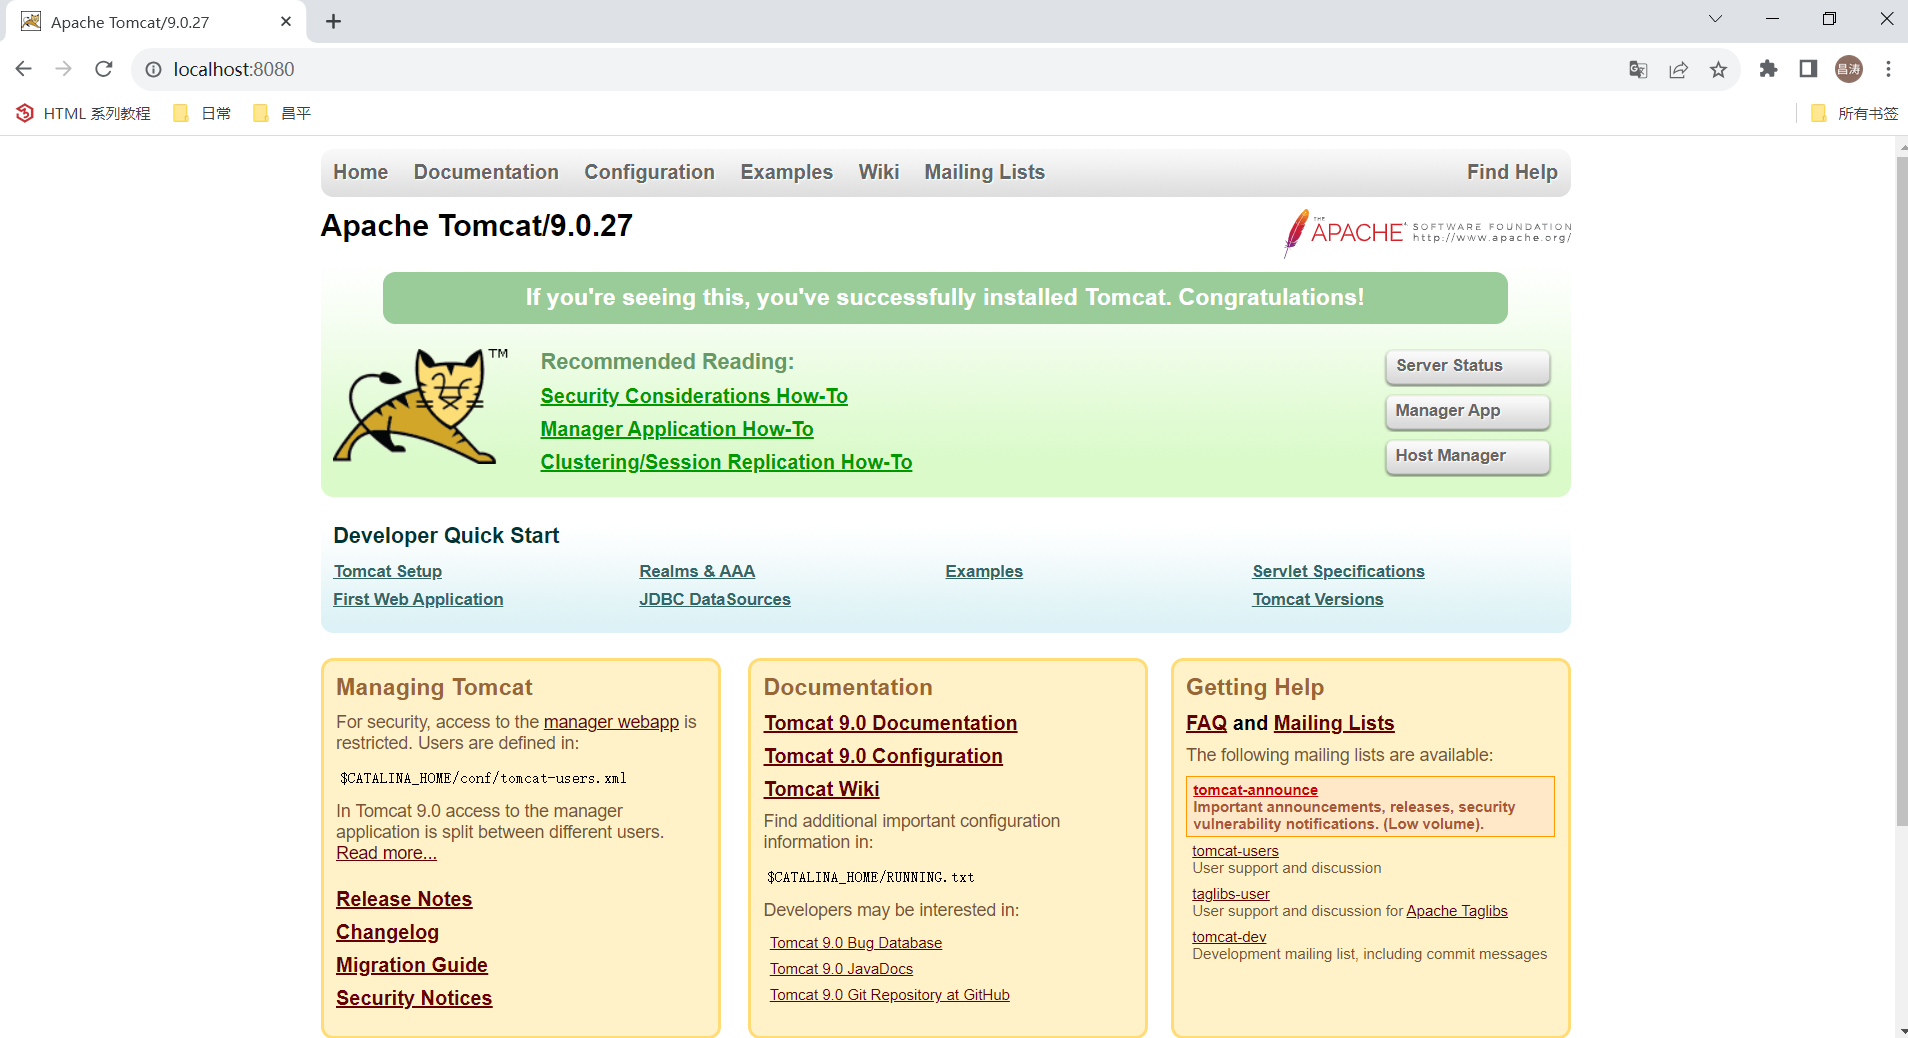 Apache Tomcat/9.0.27
localhost:8080
昌涛
HTML 系列教程 日常 昌平 所有书签
Home Documentation Configuration Examples Wiki Mailing Lists Find Help
Apache Tomcat/9.0.27
THE APACHE SOFTWARE FOUNDATION
http://www.apache.org/
If you're seeing this, you've successfully installed Tomcat. Congratulations!
TM
Recommended Reading:
Security Considerations How-To
Manager Application How-To
Clustering/Session Replication How-To
Server Status
Manager App
Host Manager
Developer Quick Start
Tomcat Setup
First Web Application
Realms & AAA
JDBC DataSources
Examples
Servlet Specifications
Tomcat Versions
Managing Tomcat
For security, access to the manager webapp is
restricted. Users are defined in:
$CATALINA_HOME/conf/tomcat-users.xml
In Tomcat 9.0 access to the manager
application is split between different users.
Read more...
Release Notes
Changelog
Migration Guide
Security Notices
Documentation
Tomcat 9.0 Documentation
Tomcat 9.0 Configuration
Tomcat Wiki
Find additional important configuration
information in:
$CATALINA_HOME/RUNNING.txt
Developers may be interested in:
Tomcat 9.0 Bug Database
Tomcat 9.0 JavaDocs
Tomcat 9.0 Git Repository at GitHub
Getting Help
FAQ and Mailing Lists
The following mailing lists are available:
tomcat-announce
Important announcements, releases, security
vulnerability notifications. (Low volume).
tomcat-users
User support and discussion
taglibs-user
User support and discussion for Apache Taglibs
tomcat-dev
Development mailing list, including commit messages